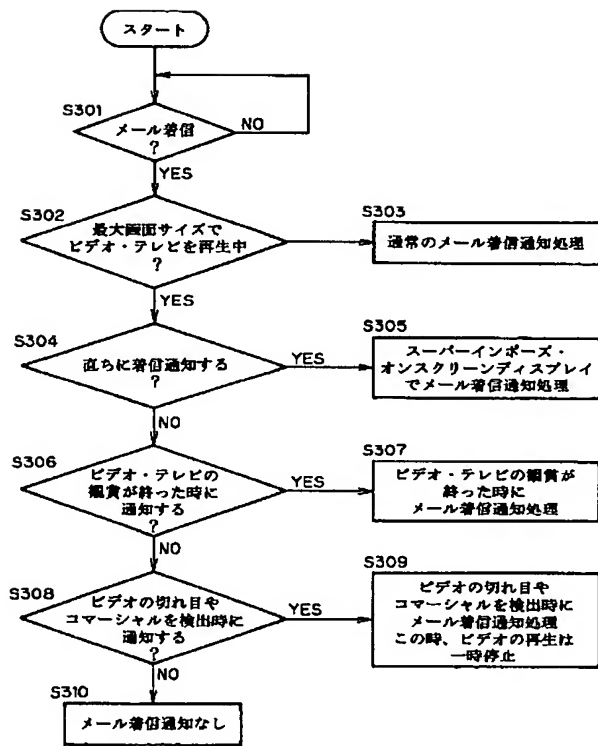 スタート
S301
メール着信
?
NO
YES
S302
最大画面サイズで
ビデオ・テレビを再生中
?
S303
通常のメール着信通知処理
YES
S304
直ちに着信通知する
?
YES
S305
スーパーインポーズ・
オンスクリーンディスプレイ
でメール着信通知処理
NO
S306
ビデオ・テレビの
観賞が終った時に
通知する
?
YES
S307
ビデオ・テレビの観賞が
終った時に
メール着信通知処理
NO
S308
ビデオの切れ目や
コマーシャルを検出時に
通知する
?
YES
S309
ビデオの切れ目や
コマーシャルを検出時に
メール着信通知処理
この時、ビデオの再生は
一時停止
NO
S310
メール着信通知なし